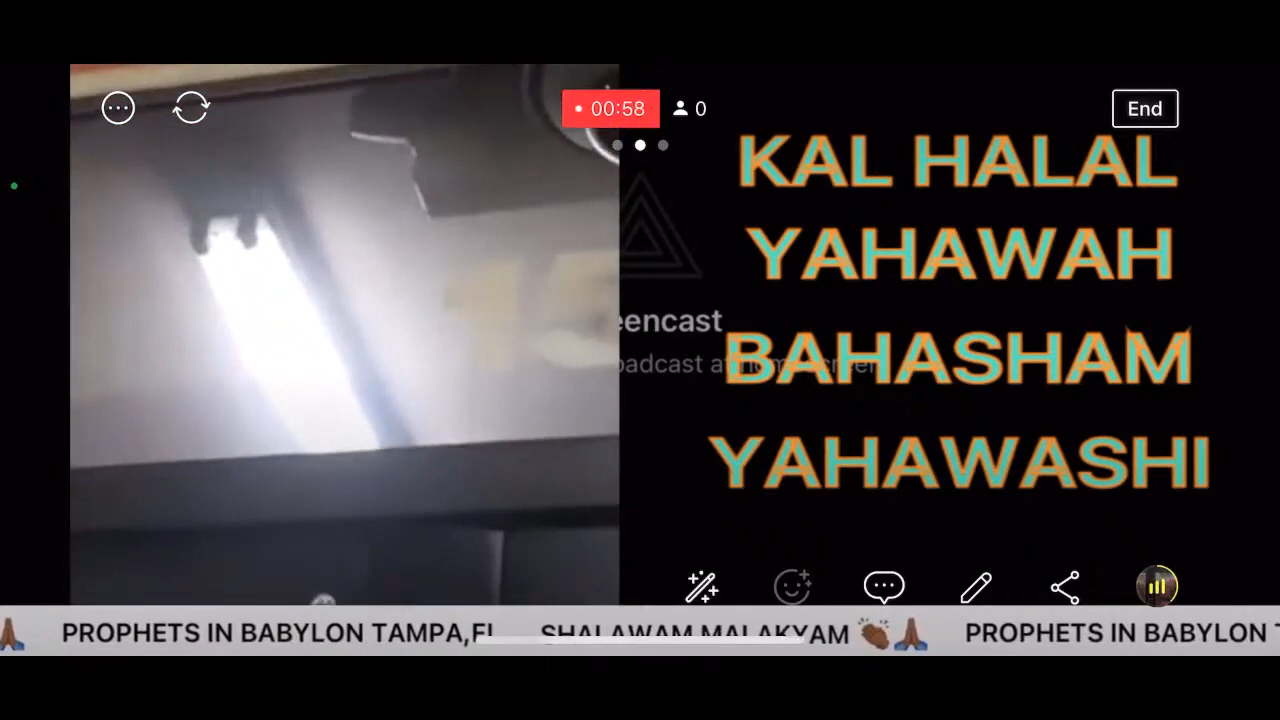 00:58
0
End
KAL HALAL
YAHAWAH
BAHASHAM
YAHAWASHI
eencast
PROPHETS IN BABYLON TAMPA,FL SHALAWAM MALAKYAM 👏🏾🙏🏾 PROPHETS IN BABYLON